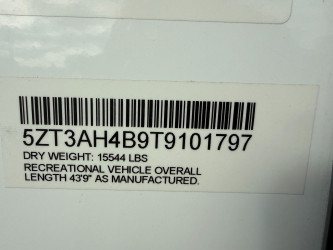 5ZT3AH4B9T9101797
DRY WEIGHT: 15544 LBS
RECREATIONAL VEHICLE OVERALL
LENGTH 43'9" AS MANUFACTURED.